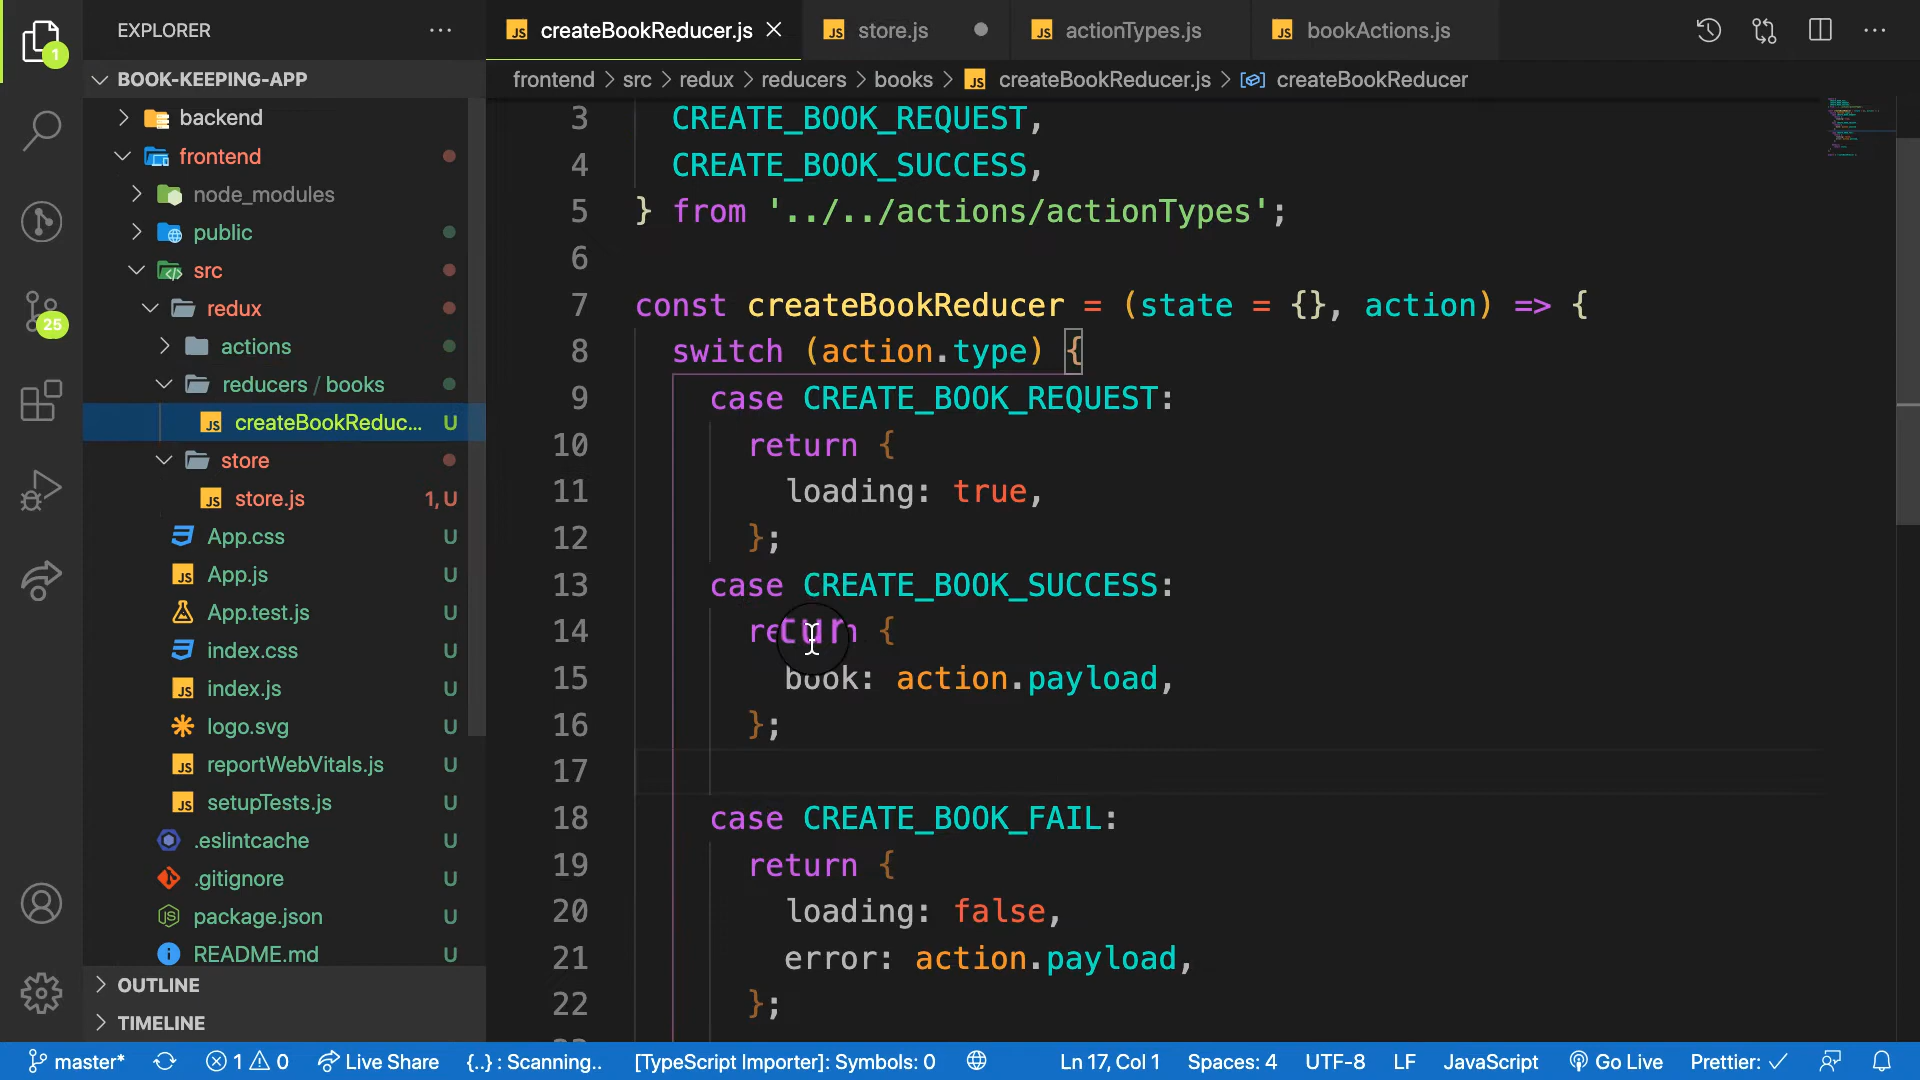 EXPLORER
BOOK-KEEPING-APP
backend
frontend
node_modules
public
src
redux
actions
reducers / books
createBookReduc... U
store
store.js 1, U
App.css U
App.js U
App.test.js U
index.css U
index.js U
logo.svg U
reportWebVitals.js U
setupTests.js U
.eslintcache U
.gitignore U
package.json U
README.md U
OUTLINE
TIMELINE
1
25
createBookReducer.js store.js actionTypes.js bookActions.js
frontend > src > redux > reducers > books > createBookReducer.js > createBookReducer
3 CREATE_BOOK_REQUEST,
4 CREATE_BOOK_SUCCESS,
5 } from '../../actions/actionTypes';
6
7 const createBookReducer = (state = {}, action) => {
8 switch (action.type) {
9 case CREATE_BOOK_REQUEST:
10 return {
11 loading: true,
12 };
13 case CREATE_BOOK_SUCCESS:
14 return {
15 book: action.payload,
16 };
17
18 case CREATE_BOOK_FAIL:
19 return {
20 loading: false,
21 error: action.payload,
22 };
master* 1 0 Live Share {..} : Scanning.. [TypeScript Importer]: Symbols: 0 Ln 17, Col 1 Spaces: 4 UTF-8 LF JavaScript Go Live Prettier: ✓